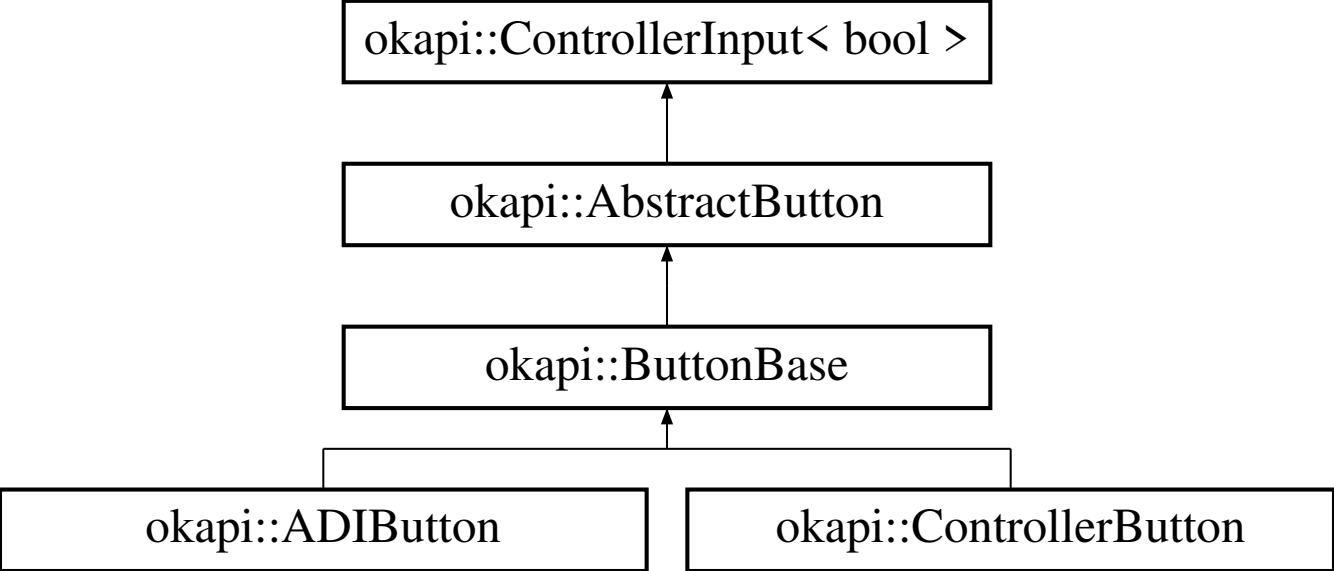 okapi::ControllerInput< bool >
okapi::AbstractButton
okapi::ButtonBase
okapi::ADIButton
okapi::ControllerButton